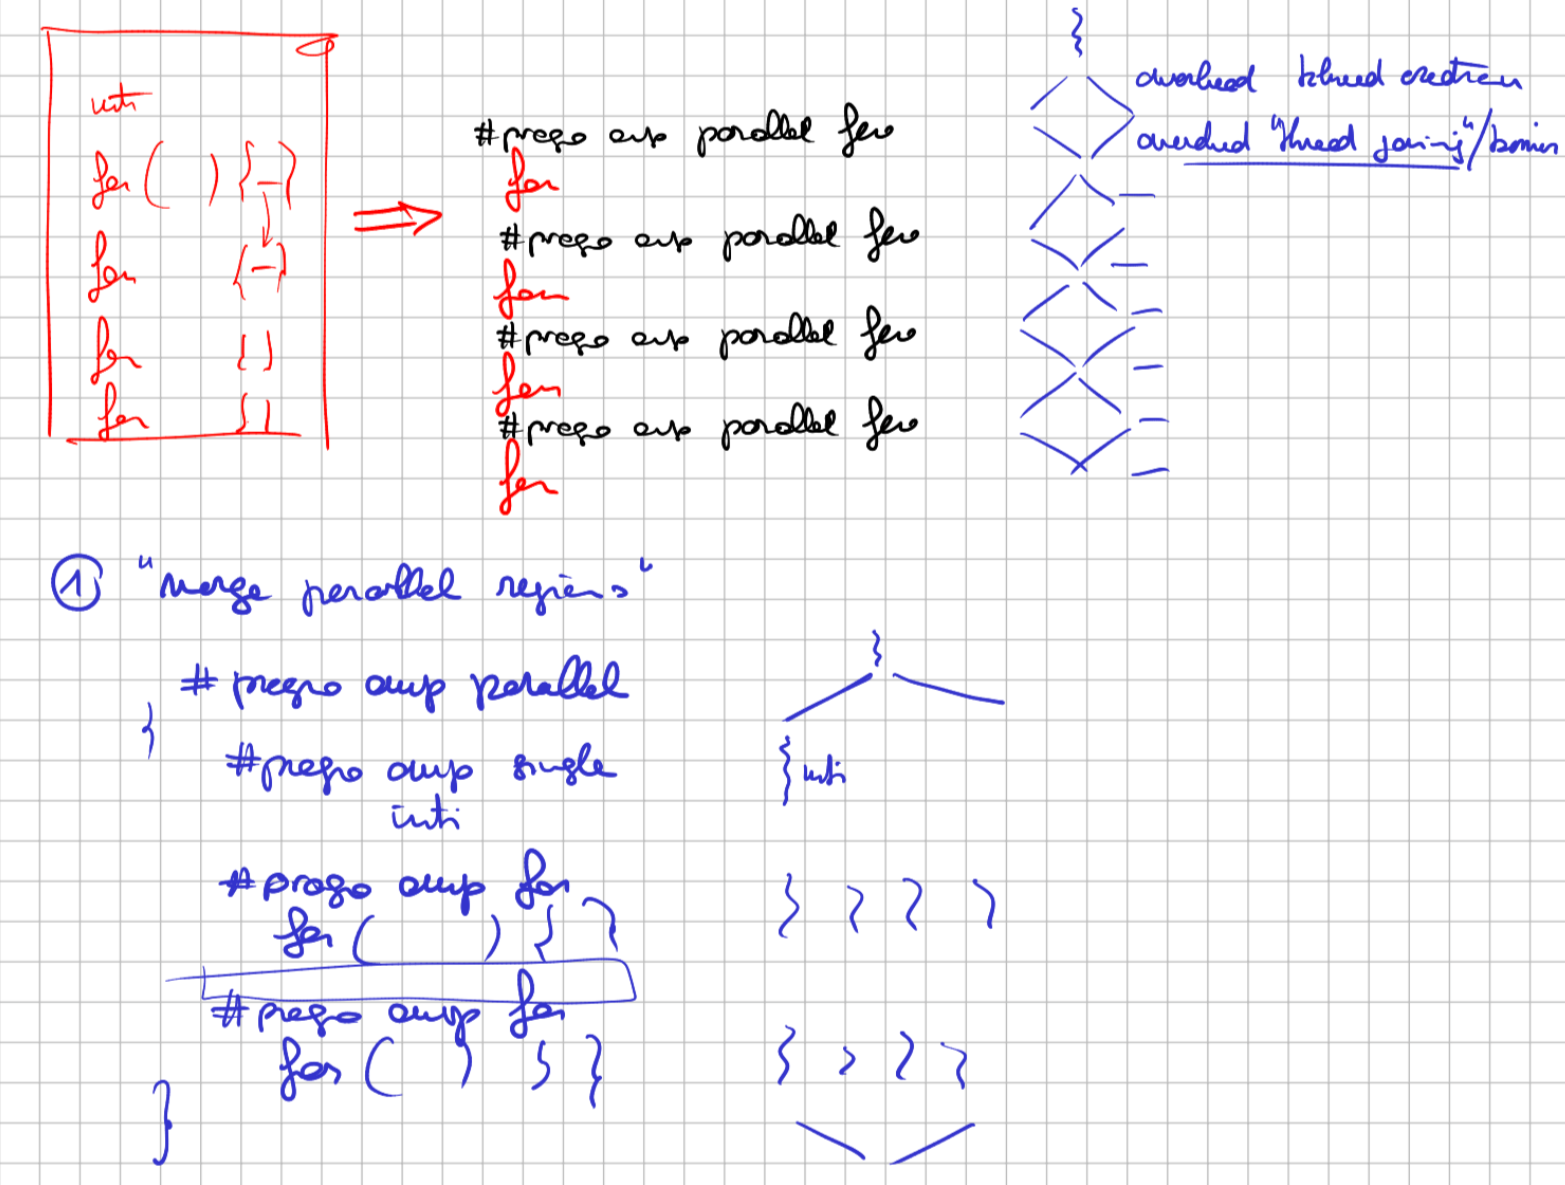 init
for ( ) { – }
for { – }
for { }
for { }
#pragma omp parallel for
for
#pragma omp parallel for
for
#pragma omp parallel for
for
#pragma omp parallel for
for
overhead thread creation
overhead "thread joining"/barrier
① "Merge parallel regions"
# pragma omp parallel
{
#pragma omp single
init
} init
#pragma omp for
for ( ) { }
#pragma omp for
for ( ) { }
}